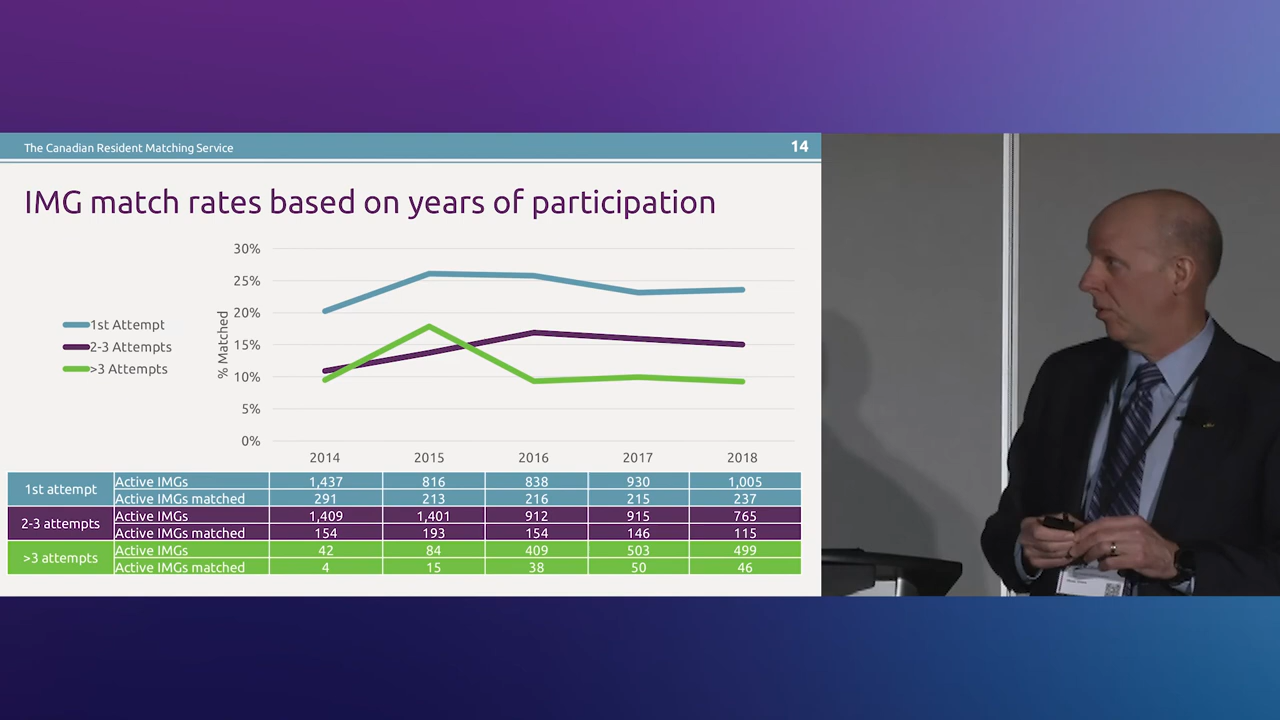 The Canadian Resident Matching Service 14
IMG match rates based on years of participation
30%
25%
20%
15%
10%
5%
0%
% Matched
1st Attempt
2-3 Attempts
>3 Attempts
2014 2015 2016 2017 2018
1st attempt
Active IMGs 1,437 816 838 930 1,005
Active IMGs matched 291 213 216 215 237
2-3 attempts
Active IMGs 1,409 1,401 912 915 765
Active IMGs matched 154 193 154 146 115
>3 attempts
Active IMGs 42 84 409 503 499
Active IMGs matched 4 15 38 50 46